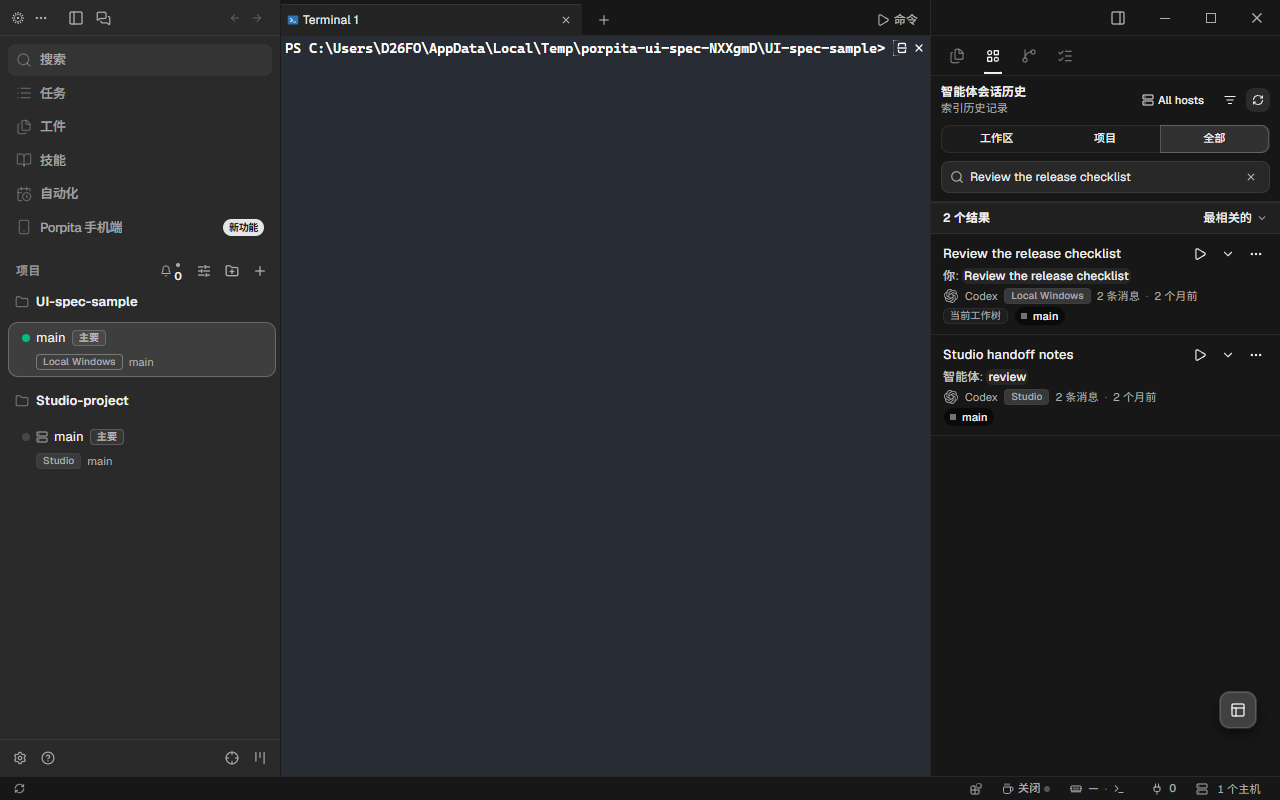 搜索
任务
工件
技能
自动化
Porpita 手机端 新功能
项目 0
UI-spec-sample
main 主要
Local Windows main
Studio-project
main 主要
Studio main
Terminal 1
命令
PS C:\Users\D26FO\AppData\Local\Temp\porpita-ui-spec-NXXgmD\UI-spec-sample>
智能体会话历史
索引历史记录
All hosts
工作区 项目 全部
Review the release checklist
2 个结果 最相关的
Review the release checklist
你: Review the release checklist
Codex Local Windows 2 条消息 · 2 个月前
当前工作树 main
Studio handoff notes
智能体: review
Codex Studio 2 条消息 · 2 个月前
main
关闭 — · 0 1 个主机